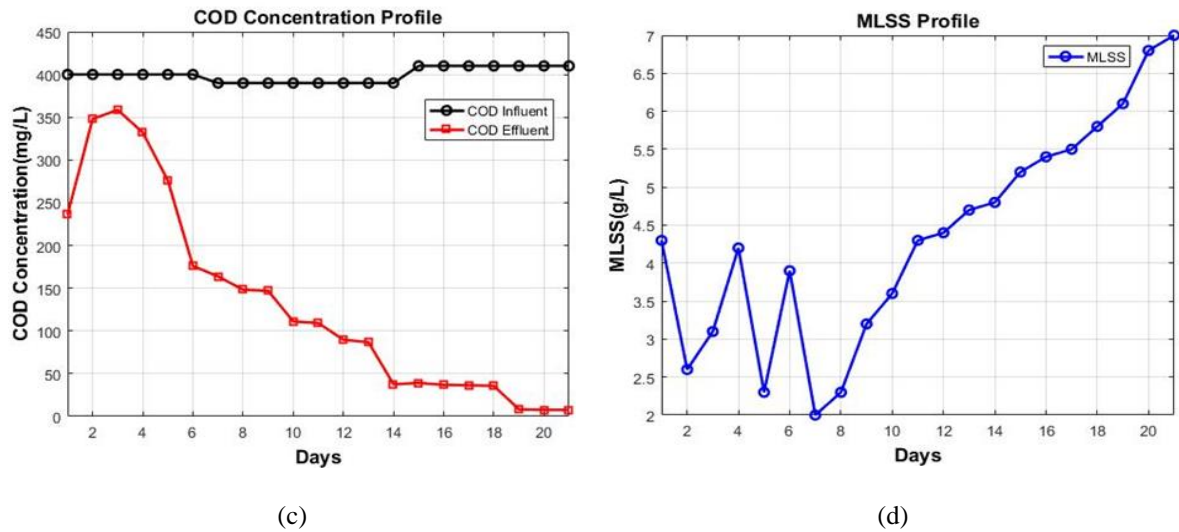 COD Concentration Profile
450
400
350
300
250
200
150
100
50
0
COD Concentration(mg/L)
COD Influent
COD Effluent
2 4 6 8 10 12 14 16 18 20
Days
(c)
MLSS Profile
7
6.5
6
5.5
5
4.5
4
3.5
3
2.5
2
MLSS(g/L)
MLSS
2 4 6 8 10 12 14 16 18 20
Days
(d)